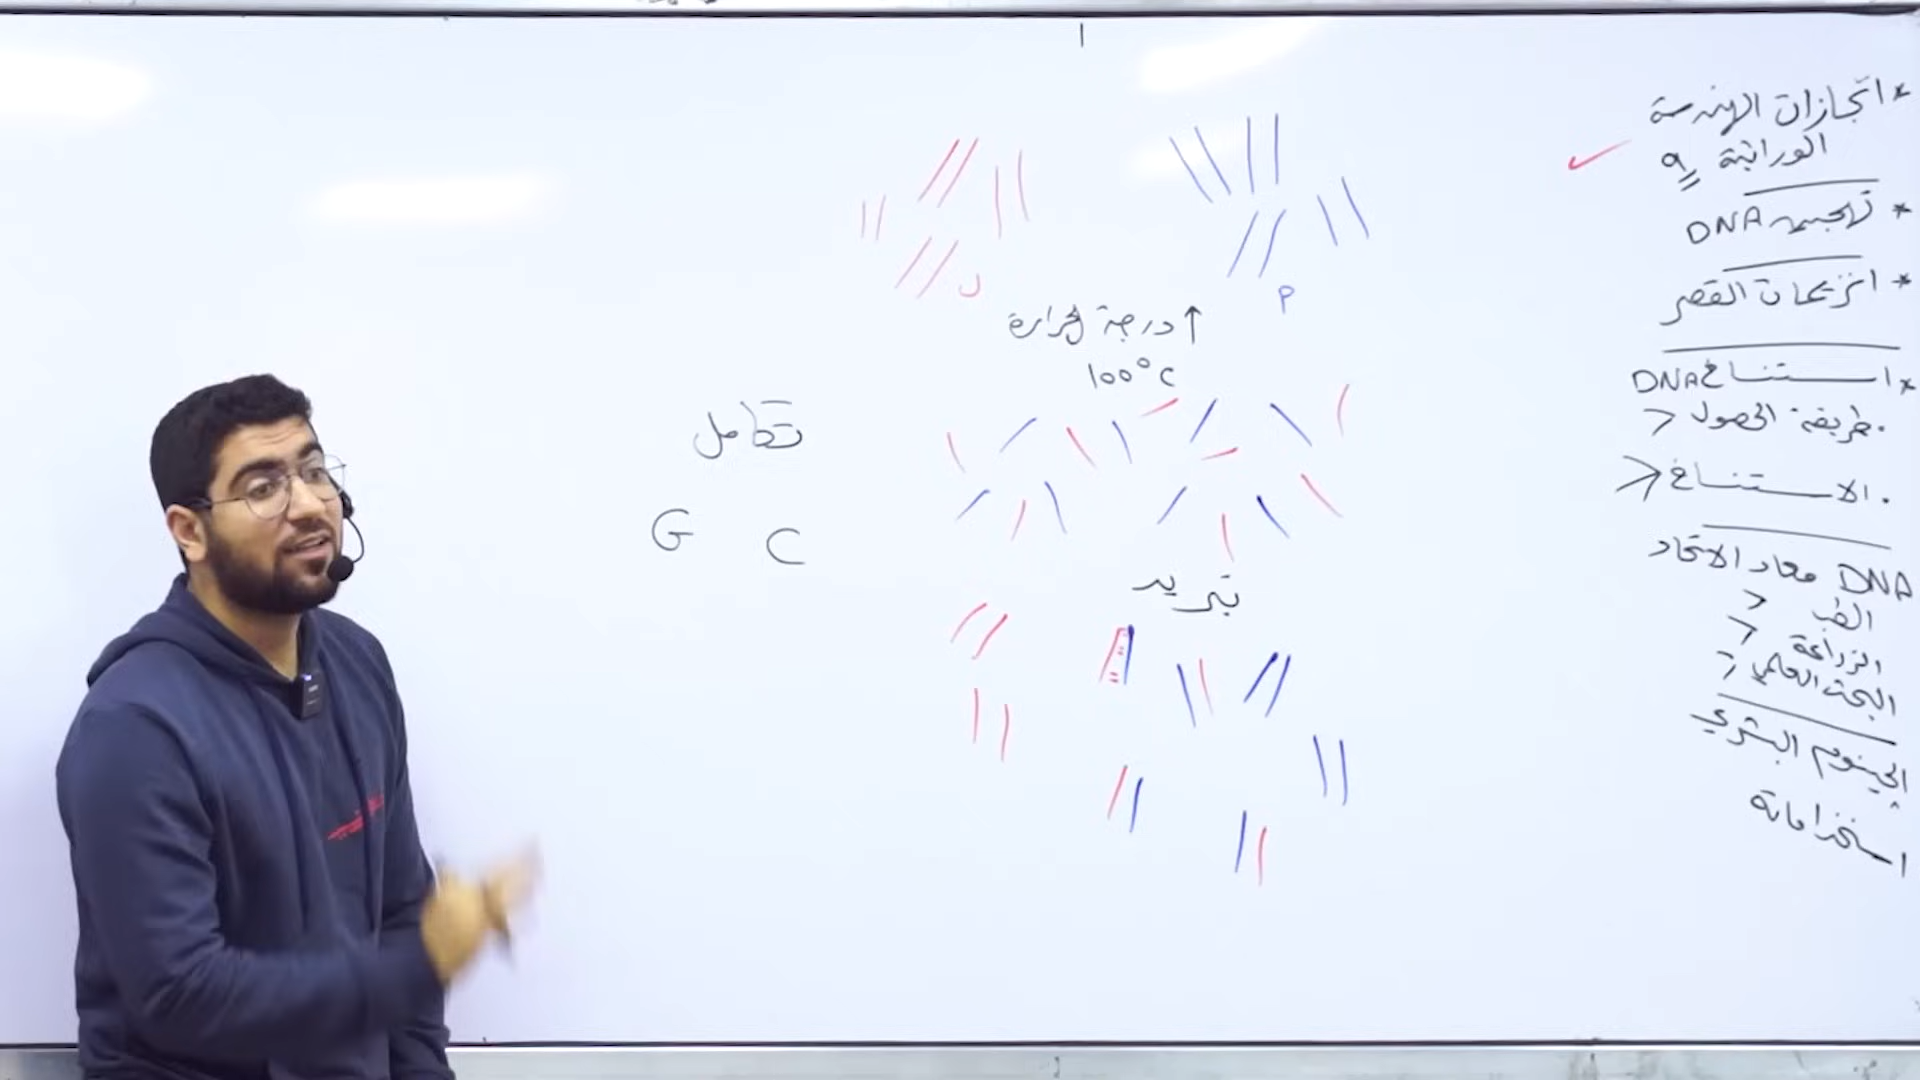 * انجازات الهندسة
الوراثية 9
* تهجين DNA
* انزيمات القصر
* استنساخ DNA
. طريقة الحصول <
. الاستنساخ <
DNA معاد الاتحاد
الطب <
الزراعة <
البحث العلمي <
الجينوم البشري
استخداماته
ل
P
↑ درجة الحرارة
100°C
تكامل
G C
تبريد